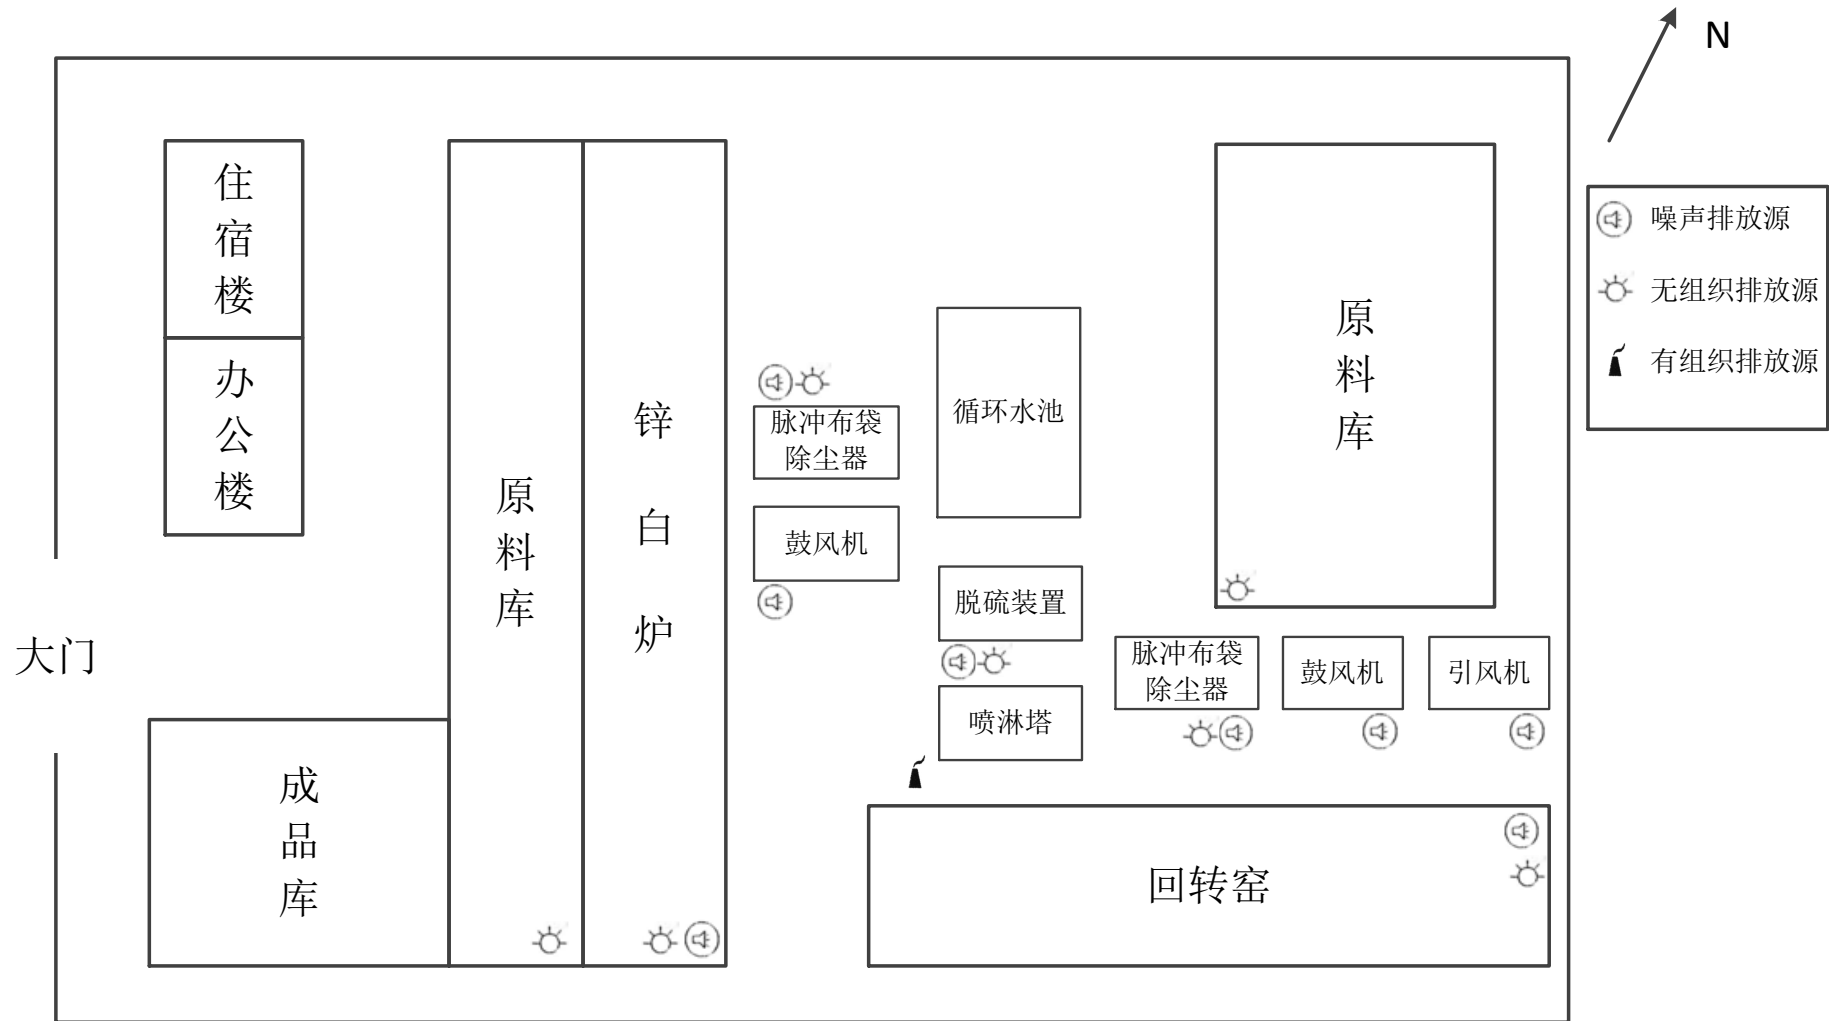 N
噪声排放源
无组织排放源
有组织排放源
住宿楼
办公楼
原料库
锌白炉
脉冲布袋
除尘器
鼓风机
循环水池
脱硫装置
喷淋塔
原料库
脉冲布袋
除尘器
鼓风机
引风机
大门
成品库
回转窑